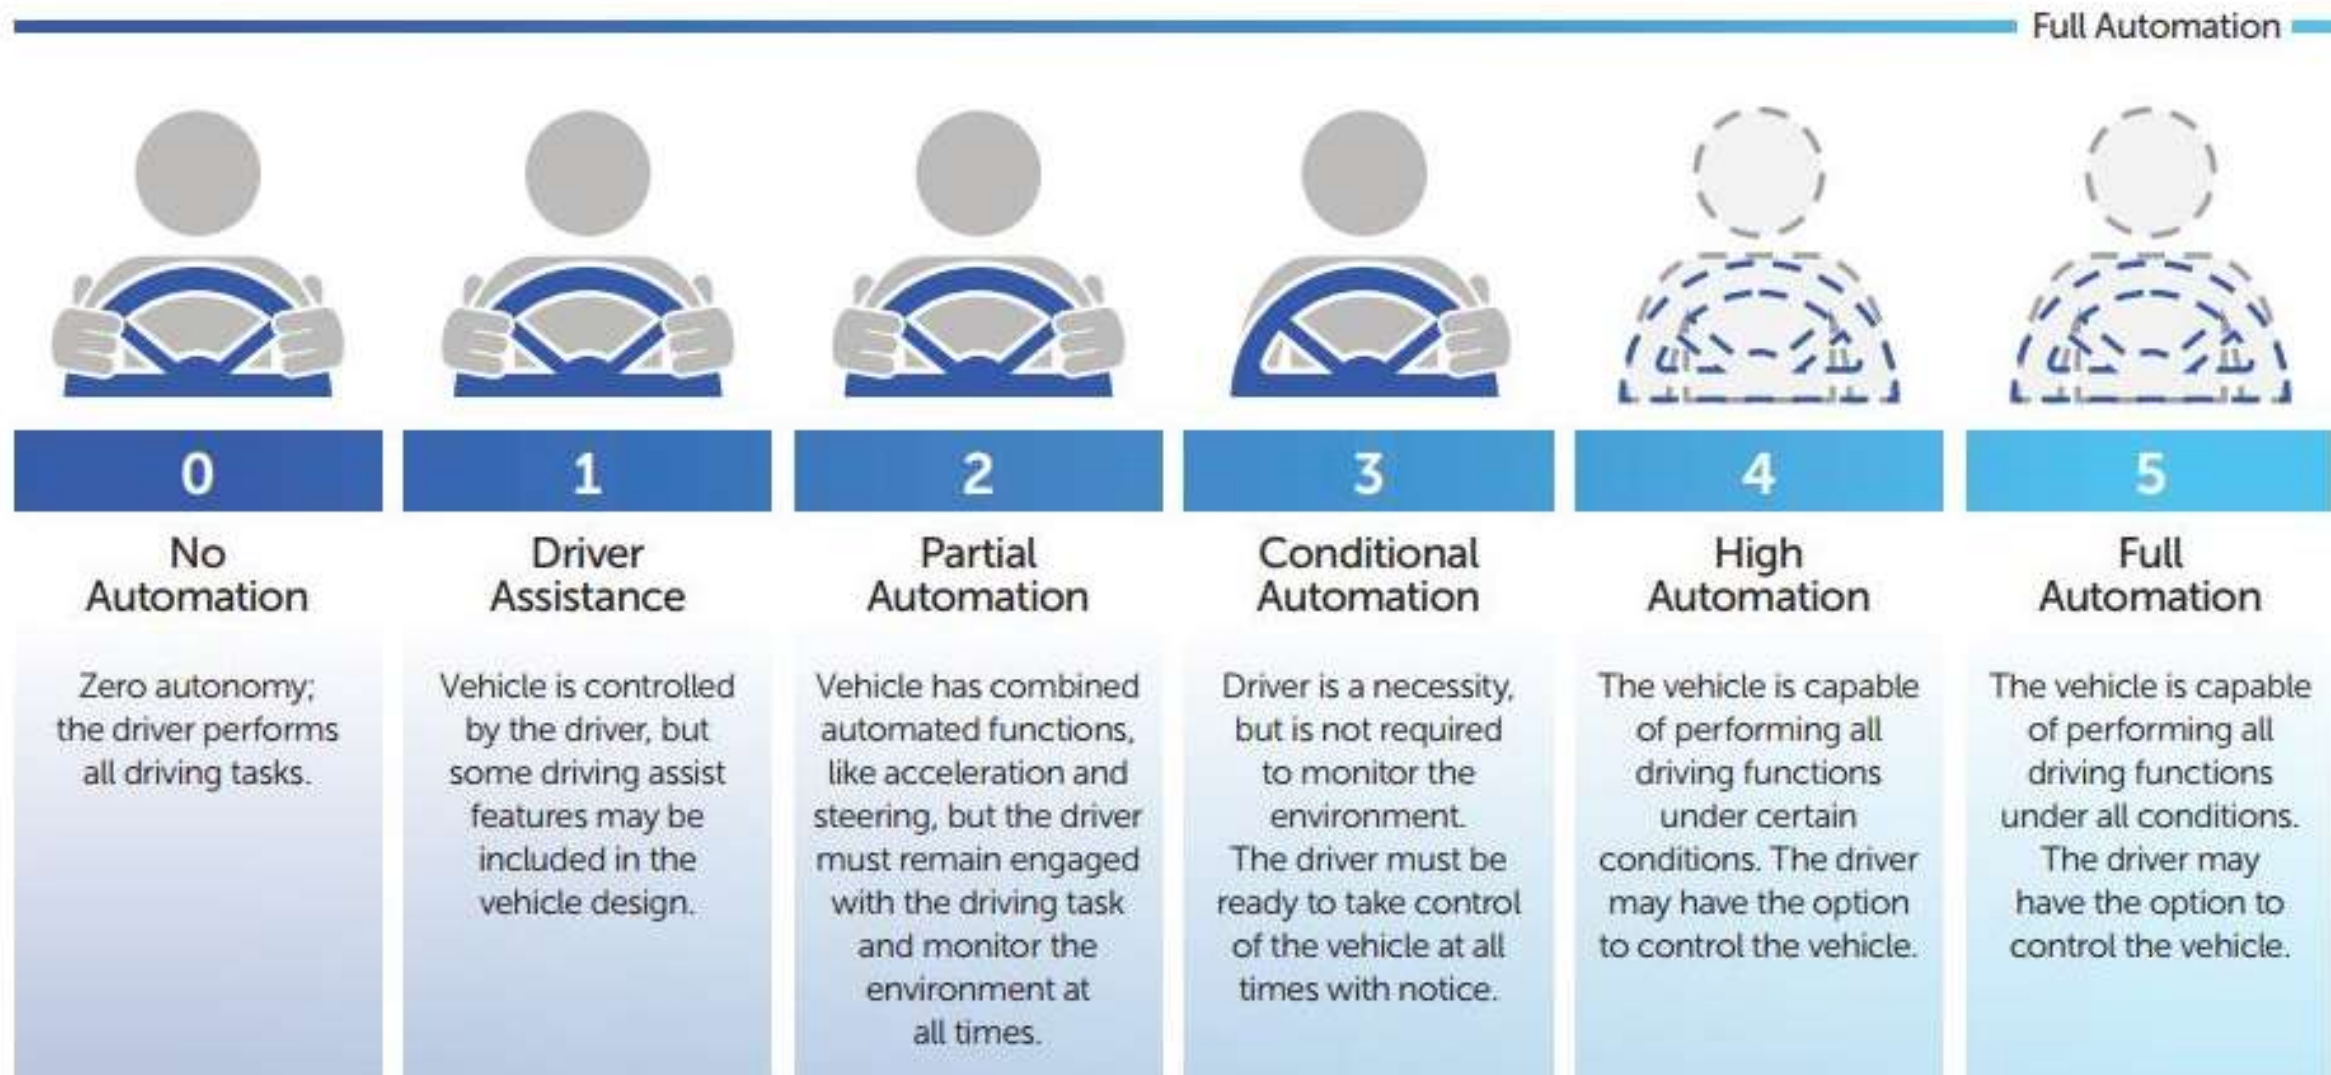 Full Automation
0
No
Automation
Zero autonomy;
the driver performs
all driving tasks.
1
Driver
Assistance
Vehicle is controlled
by the driver, but
some driving assist
features may be
included in the
vehicle design.
2
Partial
Automation
Vehicle has combined
automated functions,
like acceleration and
steering, but the driver
must remain engaged
with the driving task
and monitor the
environment at
all times.
3
Conditional
Automation
Driver is a necessity,
but is not required
to monitor the
environment.
The driver must be
ready to take control
of the vehicle at all
times with notice.
4
High
Automation
The vehicle is capable
of performing all
driving functions
under certain
conditions. The driver
may have the option
to control the vehicle.
5
Full
Automation
The vehicle is capable
of performing all
driving functions
under all conditions.
The driver may
have the option to
control the vehicle.